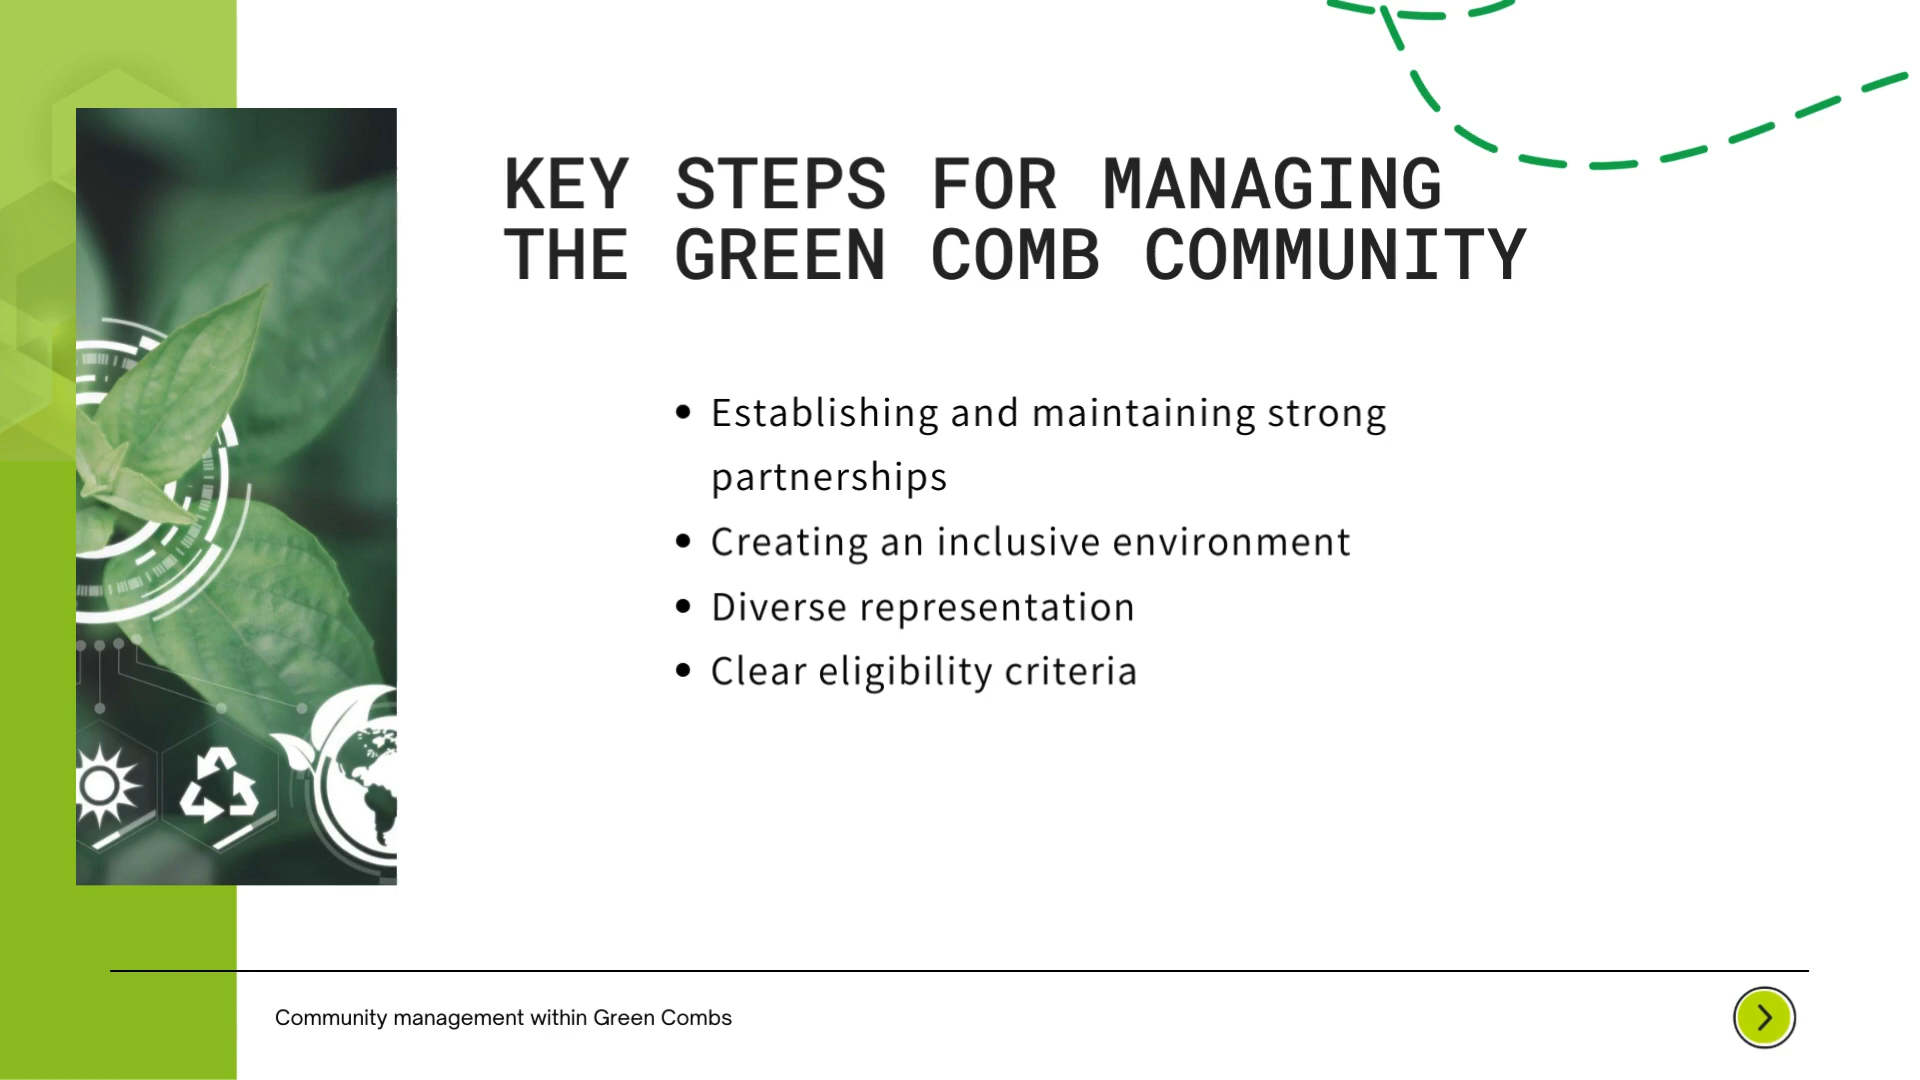 KEY STEPS FOR MANAGING
THE GREEN COMB COMMUNITY
• Establishing and maintaining strong
partnerships
• Creating an inclusive environment
• Diverse representation
• Clear eligibility criteria
Community management within Green Combs